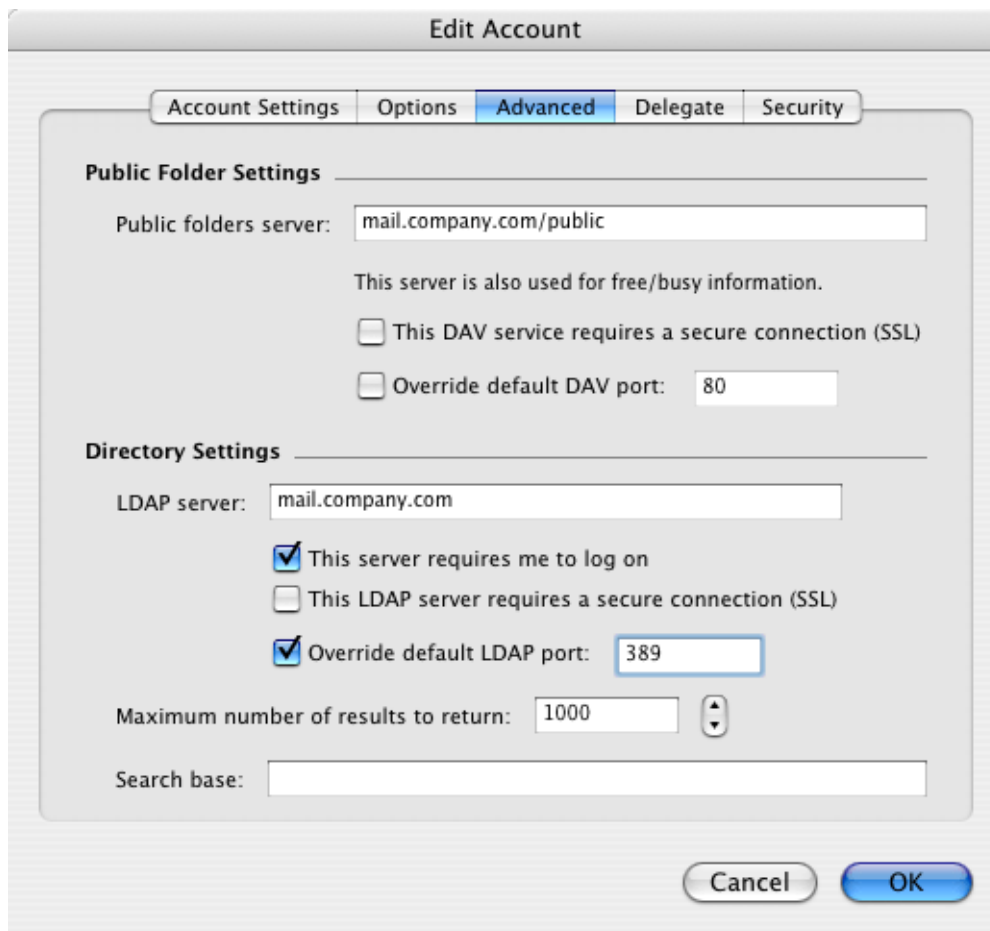 Edit Account
Account Settings Options Advanced Delegate Security
Public Folder Settings
Public folders server: mail.company.com/public
This server is also used for free/busy information.
This DAV service requires a secure connection (SSL)
Override default DAV port: 80
Directory Settings
LDAP server: mail.company.com
This server requires me to log on
This LDAP server requires a secure connection (SSL)
Override default LDAP port: 389
Maximum number of results to return: 1000
Search base:
Cancel OK